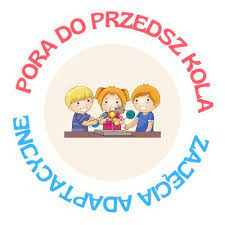 PORA DO PRZEDSZ KOLA
ZAJĘCIA ADAPTACYJNE